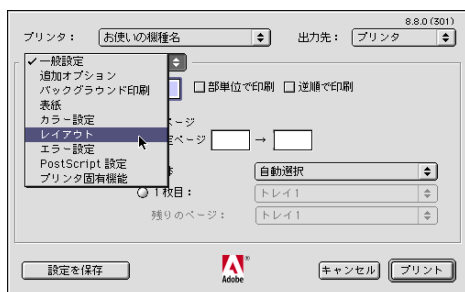 8.8.0 (301)
プリンタ： お使いの機種名 出力先： プリンタ
一般設定
追加オプション
バックグラウンド印刷 部単位で印刷 逆順で印刷
表紙
カラー設定 ページ
レイアウト ページ →
エラー設定
PostScript 設定 自動選択
プリンタ固有機能
1 枚目： トレイ1
残りのページ： トレイ1
設定を保存 Adobe キャンセル プリント